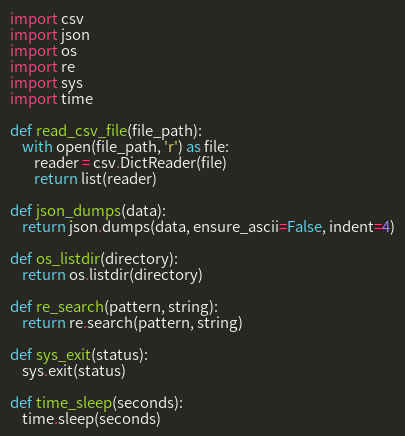 import csv
import json
import os
import re
import sys
import time

def read_csv_file(file_path):
    with open(file_path, 'r') as file:
        reader = csv.DictReader(file)
        return list(reader)

def json_dumps(data):
    return json.dumps(data, ensure_ascii=False, indent=4)

def os_listdir(directory):
    return os.listdir(directory)

def re_search(pattern, string):
    return re.search(pattern, string)

def sys_exit(status):
    sys.exit(status)

def time_sleep(seconds):
    time.sleep(seconds)